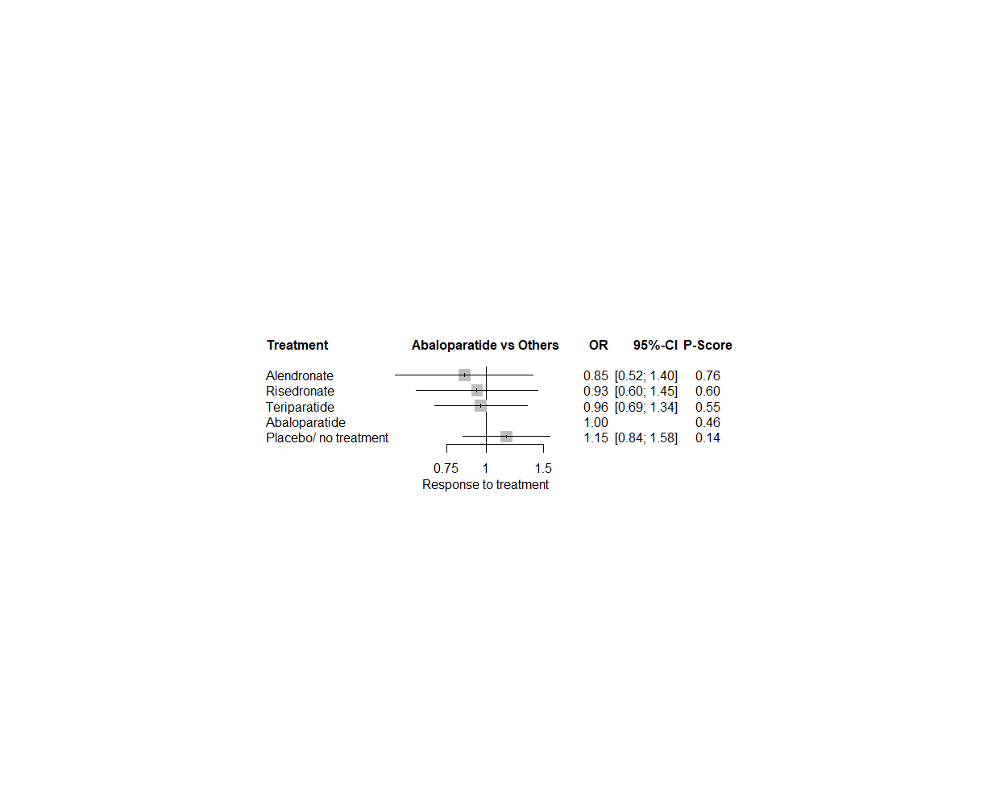 Treatment Abaloparatide vs Others OR 95%-CI P-Score
Alendronate 0.85 [0.52; 1.40] 0.76
Risedronate 0.93 [0.60; 1.45] 0.60
Teriparatide 0.96 [0.69; 1.34] 0.55
Abaloparatide 1.00 0.46
Placebo/ no treatment 1.15 [0.84; 1.58] 0.14
0.75 1 1.5
Response to treatment